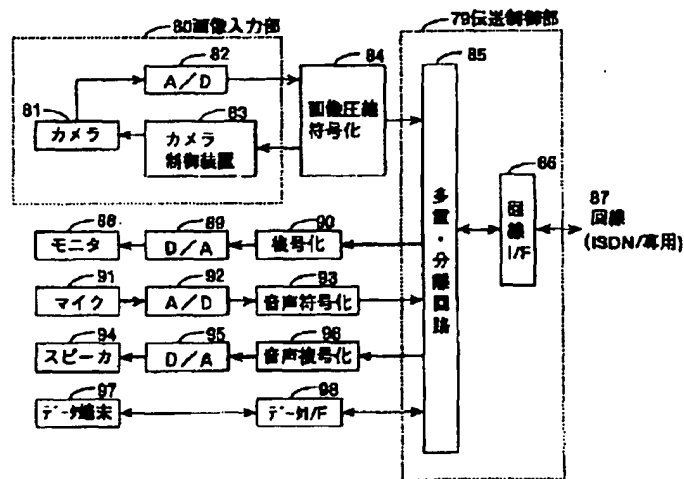 80画像入力部
79伝送制御部
82
A/D
84
画像圧縮
符号化
85
81
カメラ
83
カメラ
制御装置
86
回線
I/F
87
回線
(ISDN/専用)
多重・分離回路
88
モニタ
89
D/A
90
復号化
91
マイク
92
A/D
93
音声符号化
94
スピーカ
95
D/A
96
音声復号化
97
データ端末
98
データI/F